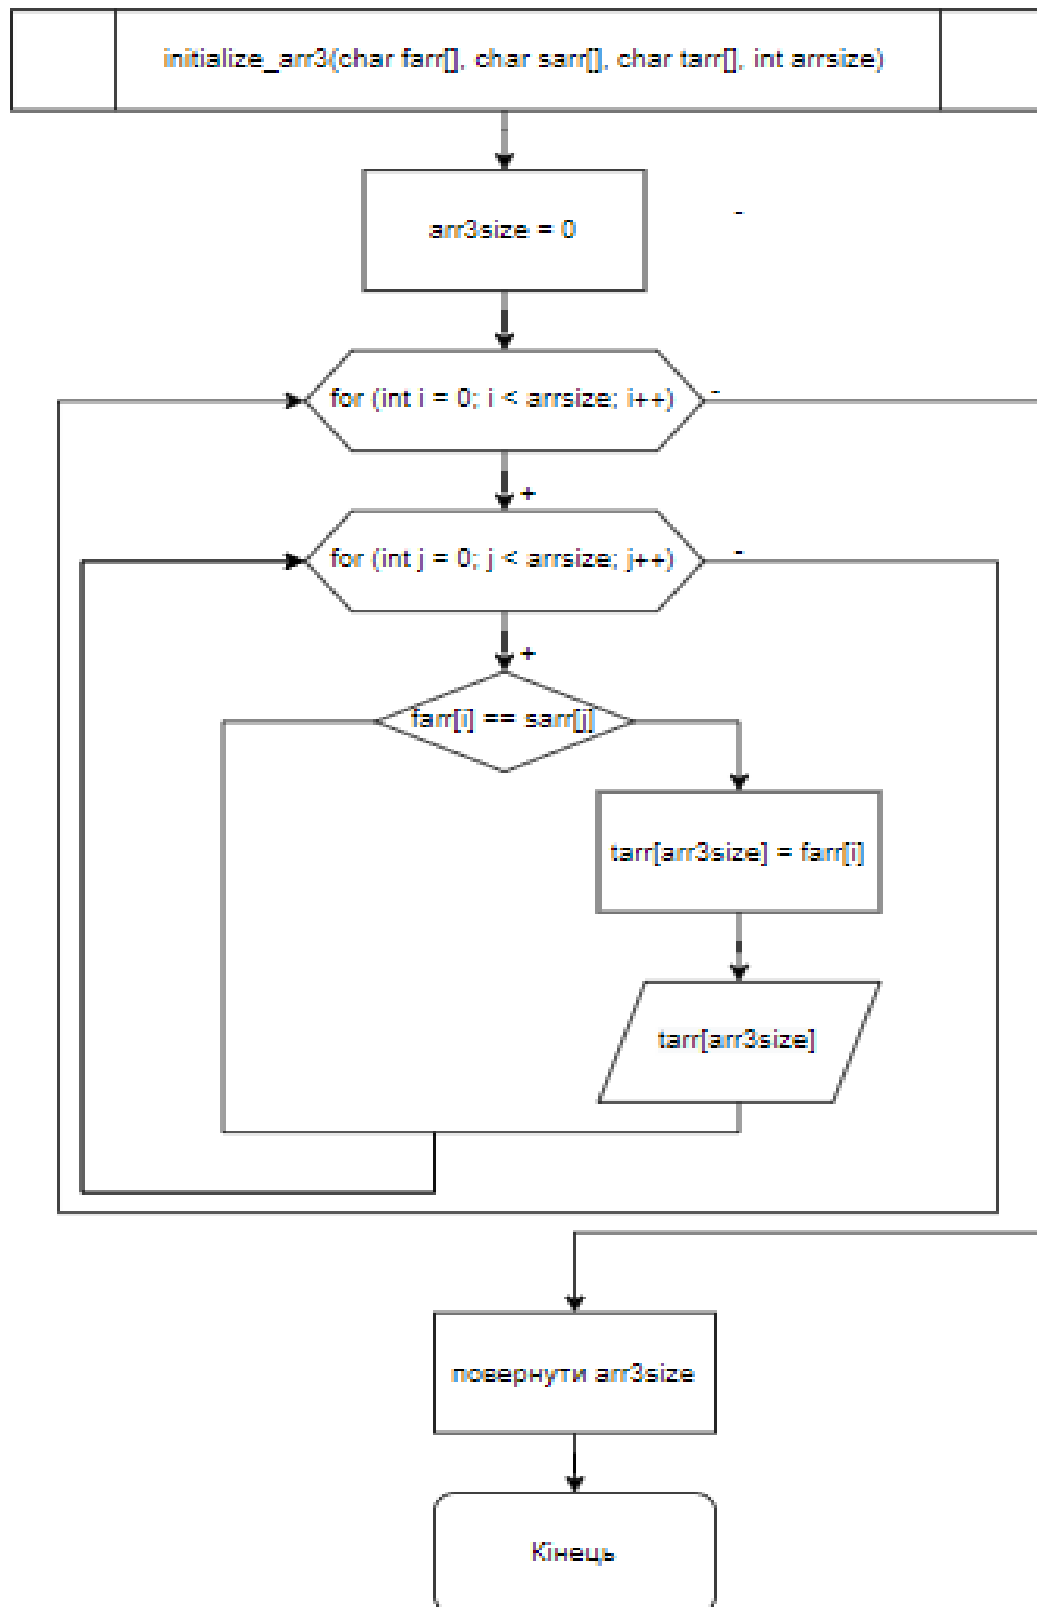 initialize_arr3(char farr[], char sarr[], char tarr[], int arrsize)
arr3size = 0
-
for (int i = 0; i < arrsize; i++)
-
+
for (int j = 0; j < arrsize; j++)
-
+
farr[i] == sarr[j]
tarr[arr3size] = farr[i]
tarr[arr3size]
повернути arr3size
Кінець